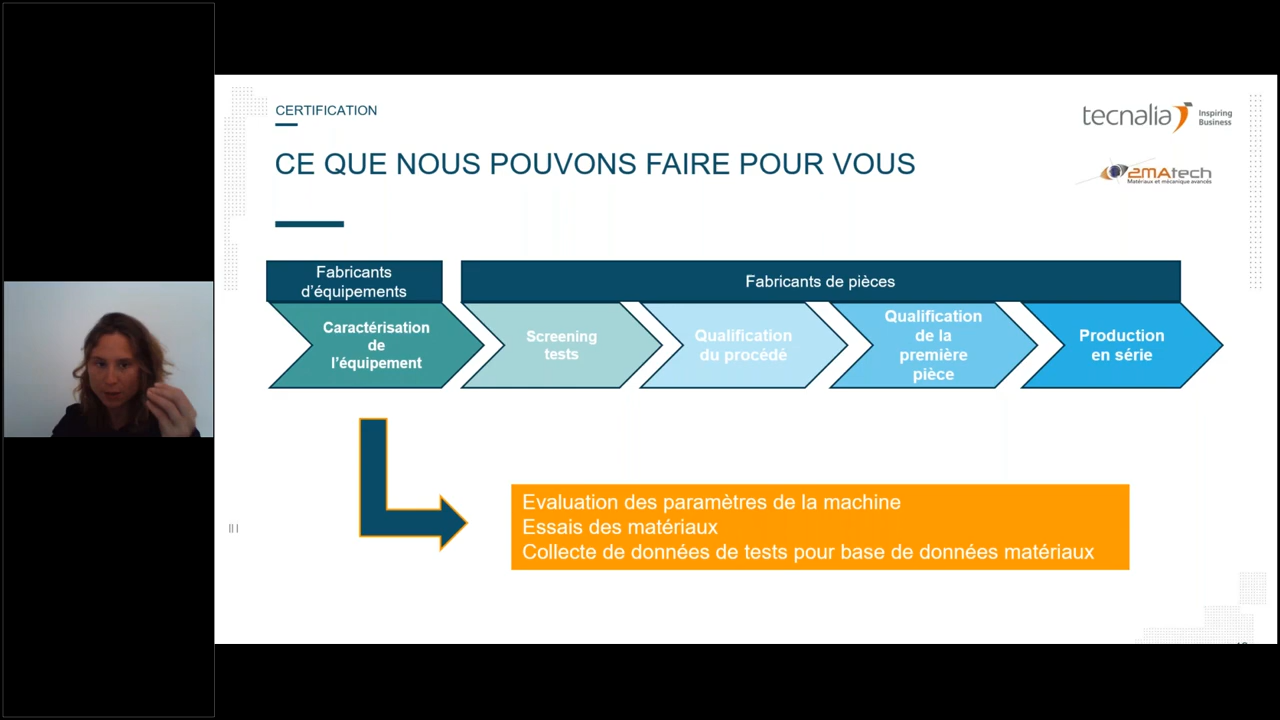 CERTIFICATION
tecnalia
Inspiring
Business
CE QUE NOUS POUVONS FAIRE POUR VOUS
2MAtech
Matériaux et mécanique avancés
Fabricants
d’équipements
Fabricants de pièces
Caractérisation
de
l’équipement
Screening
tests
Qualification
du procédé
Qualification
de la
première
pièce
Production
en série
Evaluation des paramètres de la machine
Essais des matériaux
Collecte de données de tests pour base de données matériaux